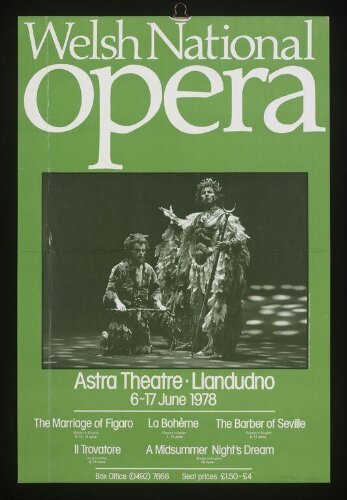 Welsh National
opera
Astra Theatre · Llandudno
6-17 June 1978
The Marriage of Figaro La Bohème The Barber of Seville
Il Trovatore A Midsummer Night's Dream
Box Office (0492) 7666 Seat prices £1.50-£4